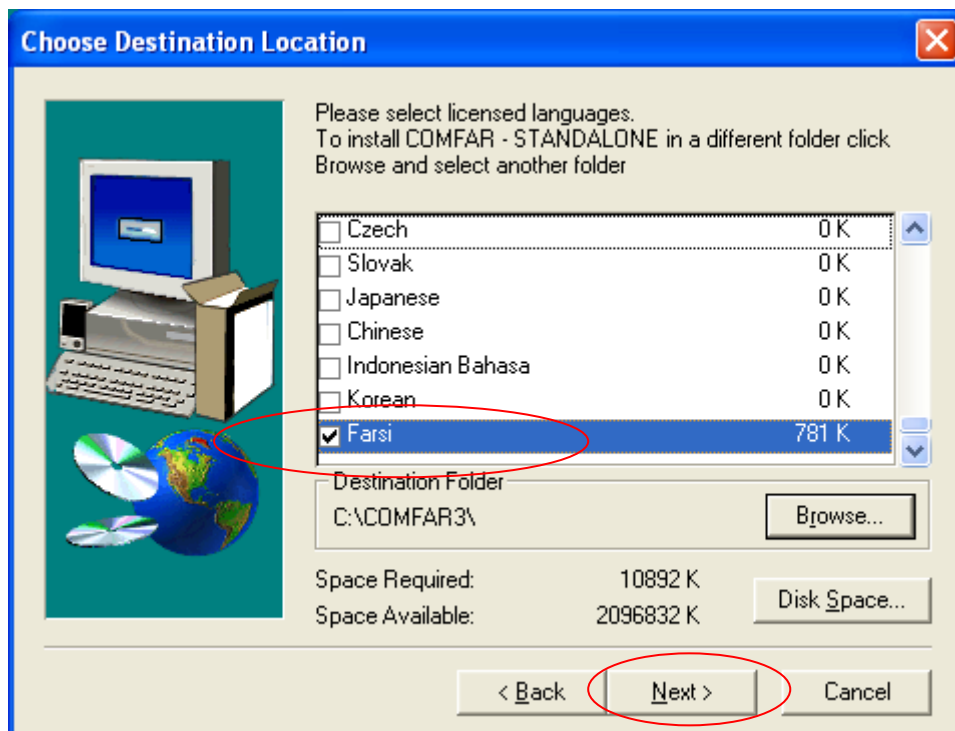 Choose Destination Location
Please select licensed languages.
To install COMFAR - STANDALONE in a different folder click
Browse and select another folder
Czech 0 K
Slovak 0 K
Japanese 0 K
Chinese 0 K
Indonesian Bahasa 0 K
Korean 0 K
Farsi 781 K
Destination Folder
C:\COMFAR3\
Browse...
Space Required: 10892 K
Space Available: 2096832 K
Disk Space...
< Back Next > Cancel